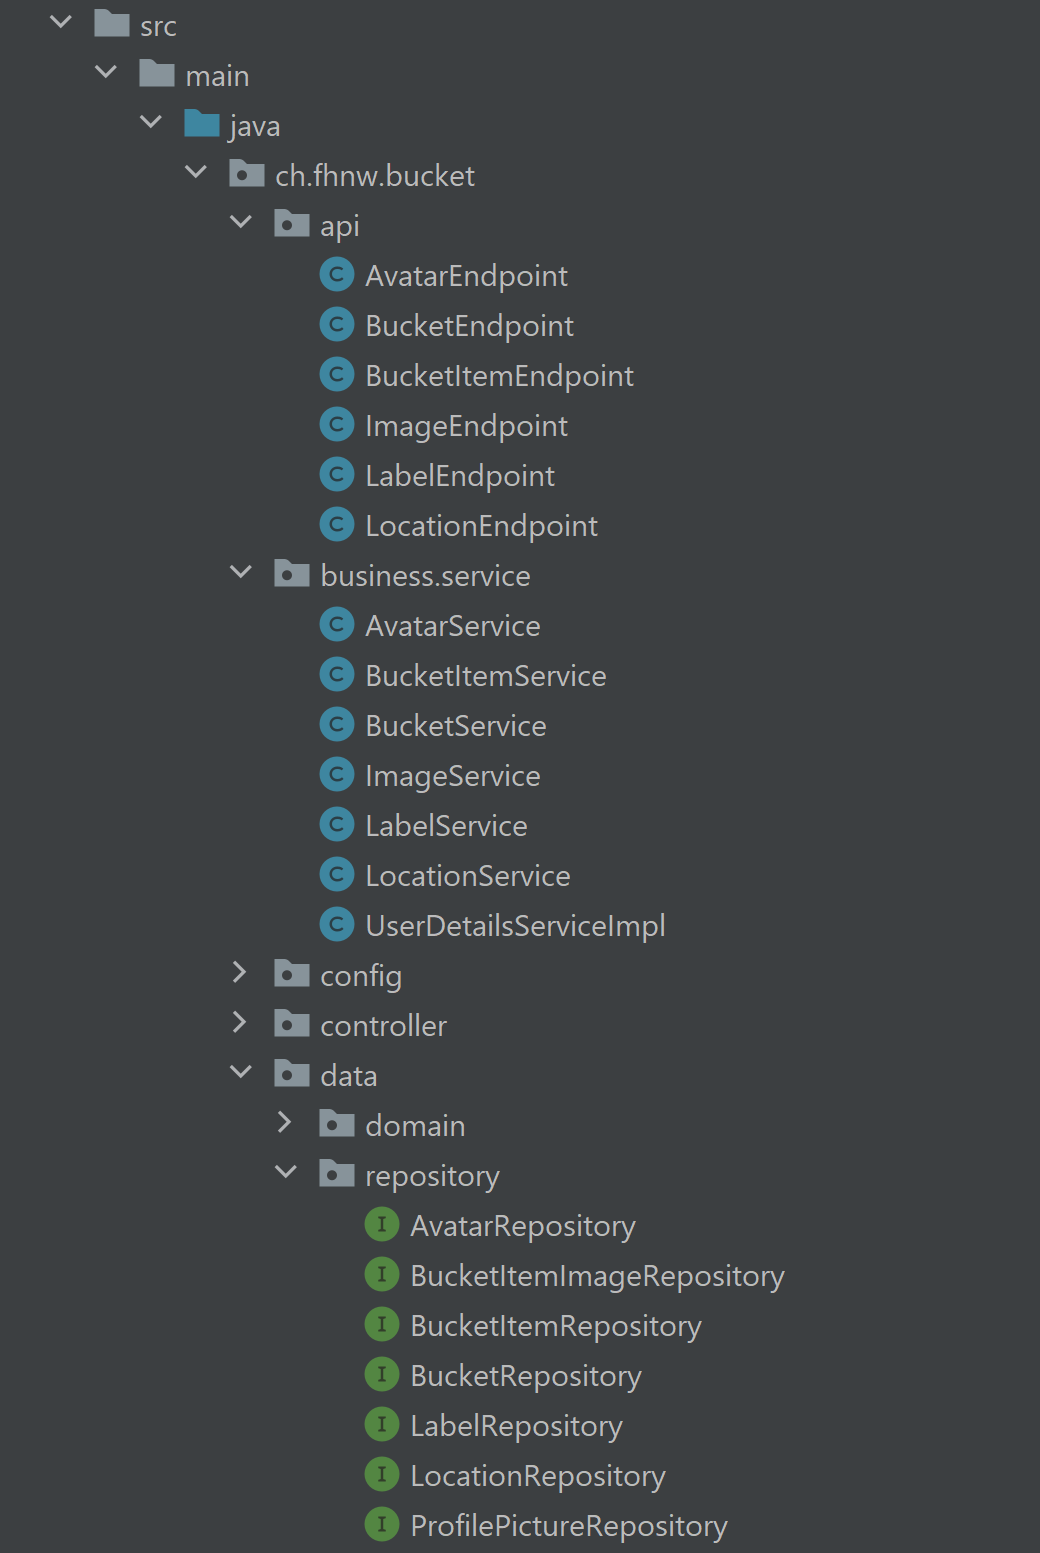 src
main
java
ch.fhnw.bucket
api
C AvatarEndpoint
C BucketEndpoint
C BucketItemEndpoint
C ImageEndpoint
C LabelEndpoint
C LocationEndpoint
business.service
C AvatarService
C BucketItemService
C BucketService
C ImageService
C LabelService
C LocationService
C UserDetailsServiceImpl
config
controller
data
domain
repository
I AvatarRepository
I BucketItemImageRepository
I BucketItemRepository
I BucketRepository
I LabelRepository
I LocationRepository
I ProfilePictureRepository